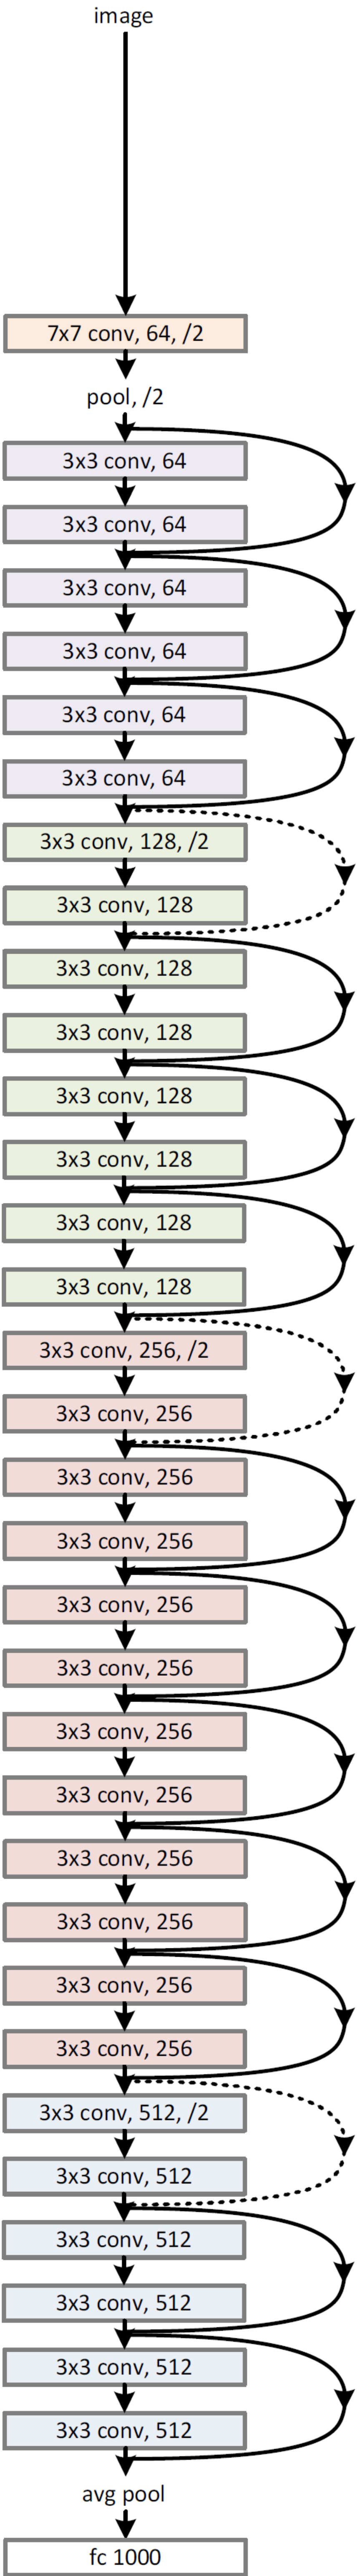 image
7x7 conv, 64, /2
pool, /2
3x3 conv, 64
3x3 conv, 64
3x3 conv, 64
3x3 conv, 64
3x3 conv, 64
3x3 conv, 64
3x3 conv, 128, /2
3x3 conv, 128
3x3 conv, 128
3x3 conv, 128
3x3 conv, 128
3x3 conv, 128
3x3 conv, 128
3x3 conv, 128
3x3 conv, 256, /2
3x3 conv, 256
3x3 conv, 256
3x3 conv, 256
3x3 conv, 256
3x3 conv, 256
3x3 conv, 256
3x3 conv, 256
3x3 conv, 256
3x3 conv, 256
3x3 conv, 256
3x3 conv, 256
3x3 conv, 512, /2
3x3 conv, 512
3x3 conv, 512
3x3 conv, 512
3x3 conv, 512
3x3 conv, 512
avg pool
fc 1000